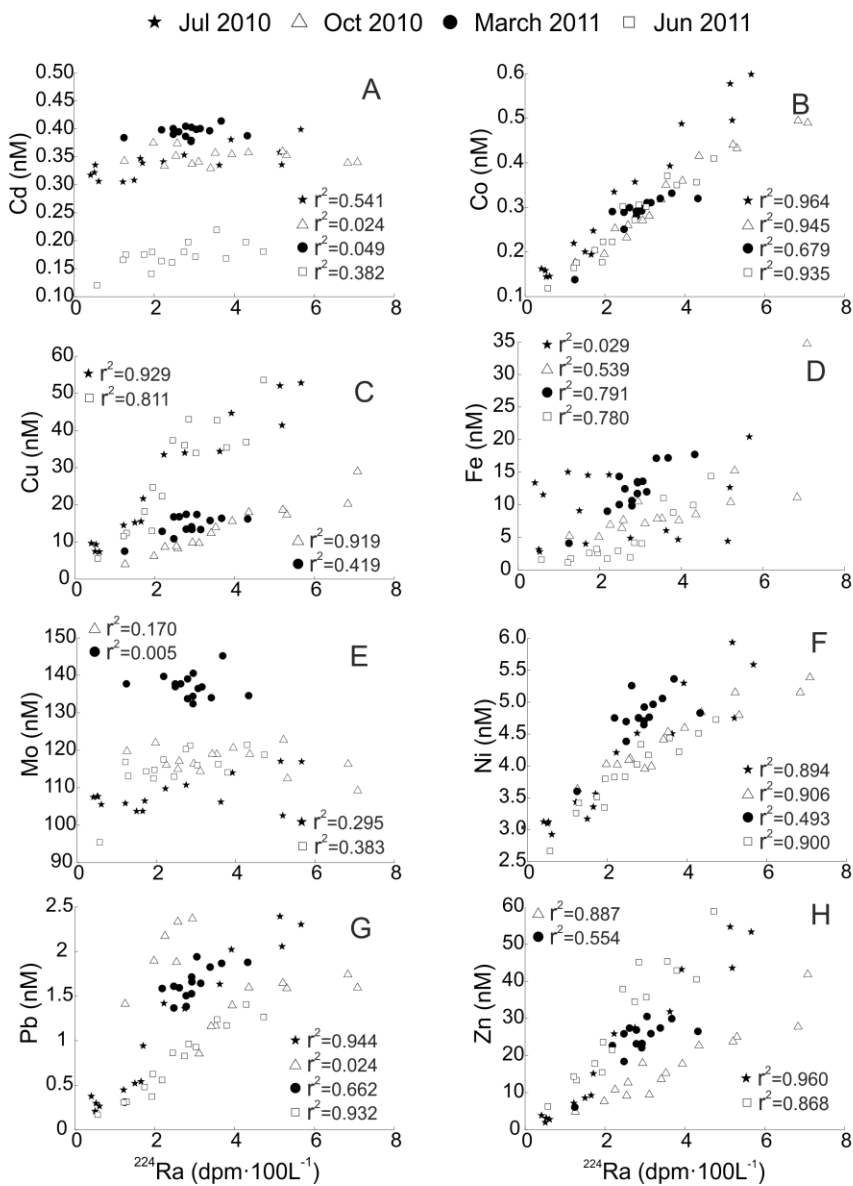 ★ Jul 2010 △ Oct 2010 ● March 2011 □ Jun 2011
A
Cd (nM)
0.50
0.45
0.40
0.35
0.30
0.25
0.20
0.15
0.10
★ r²=0.541
△ r²=0.024
● r²=0.049
□ r²=0.382
0 2 4 6 8
B
Co (nM)
0.6
0.5
0.4
0.3
0.2
0.1
★ r²=0.964
△ r²=0.945
● r²=0.679
□ r²=0.935
0 2 4 6 8
C
Cu (nM)
60
50
40
30
20
10
0
★ r²=0.929
□ r²=0.811
△ r²=0.919
● r²=0.419
0 2 4 6 8
D
Fe (nM)
35
30
25
20
15
10
5
0
★ r²=0.029
△ r²=0.539
● r²=0.791
□ r²=0.780
0 2 4 6 8
E
Mo (nM)
150
140
130
120
110
100
90
△ r²=0.170
● r²=0.005
★ r²=0.295
□ r²=0.383
0 2 4 6 8
F
Ni (nM)
6.0
5.5
5.0
4.5
4.0
3.5
3.0
2.5
★ r²=0.894
△ r²=0.906
● r²=0.493
□ r²=0.900
0 2 4 6 8
G
Pb (nM)
2.5
2
1.5
1
0.5
0
★ r²=0.944
△ r²=0.024
● r²=0.662
□ r²=0.932
0 2 4 6 8
²²⁴Ra (dpm·100L⁻¹)
H
Zn (nM)
60
50
40
30
20
10
0
△ r²=0.887
● r²=0.554
★ r²=0.960
□ r²=0.868
0 2 4 6 8
²²⁴Ra (dpm·100L⁻¹)